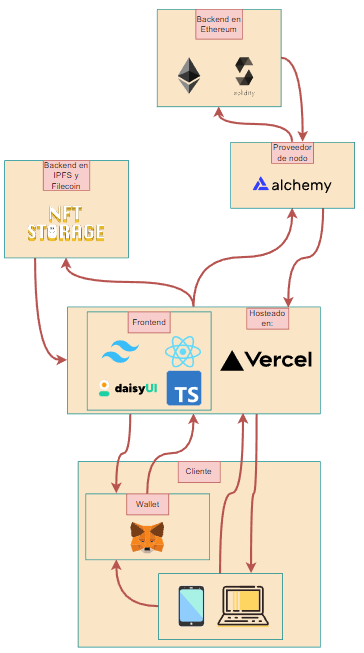 Backend en
Ethereum
solidity
Proveedor
de nodo
alchemy
Backend en
IPFS y
Filecoin
NFT
STORAGE
Frontend
Hosteado
en:
daisyUI
TS
Vercel
Cliente
Wallet